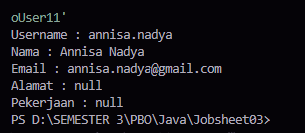 oUser11'
Username : annisa.nadya
Nama : Annisa Nadya
Email : annisa.nadya@gmail.com
Alamat : null
Pekerjaan : null
PS D:\SEMESTER 3\PBO\Java\Jobsheet03>